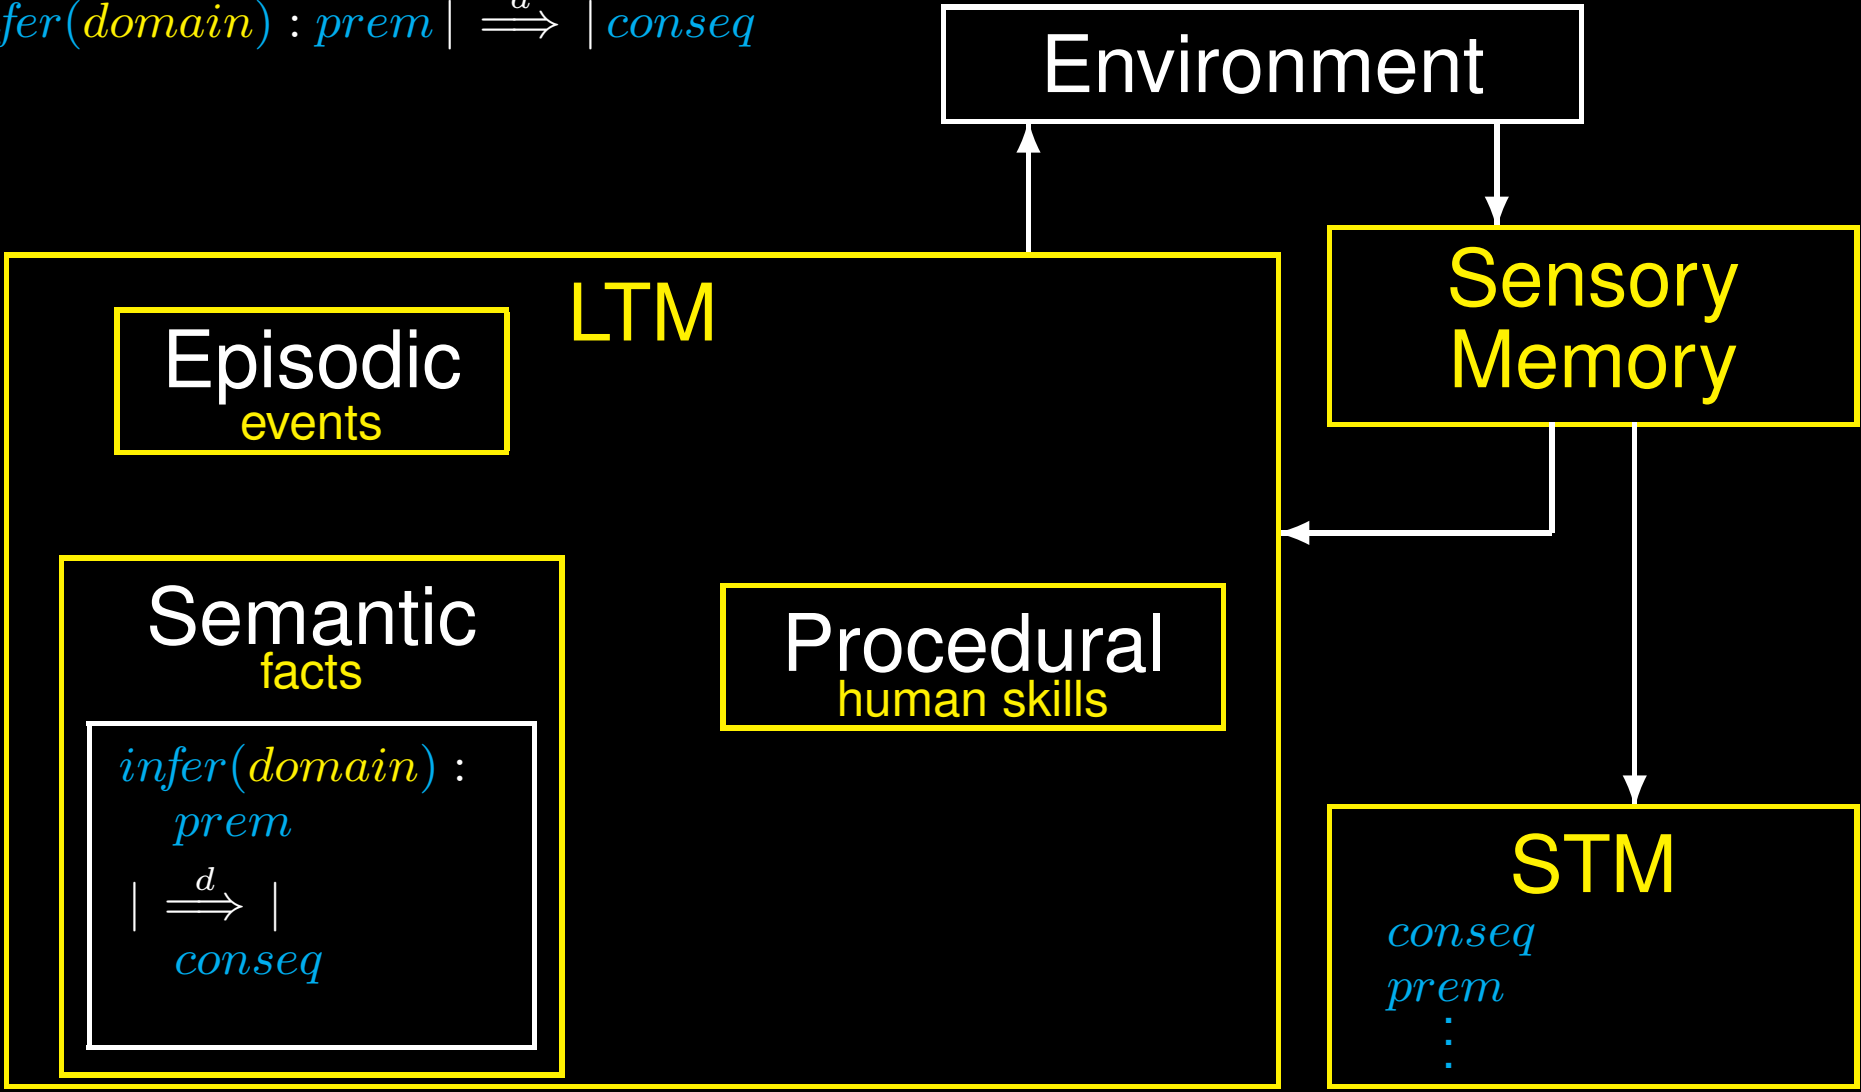 fer(domain) : prem | ⟹ | conseq
Environment
LTM
Episodic
events
Semantic
facts
infer(domain) :
prem
| d⟹ |
conseq
Procedural
human skills
Sensory
Memory
STM
conseq
prem
⋮